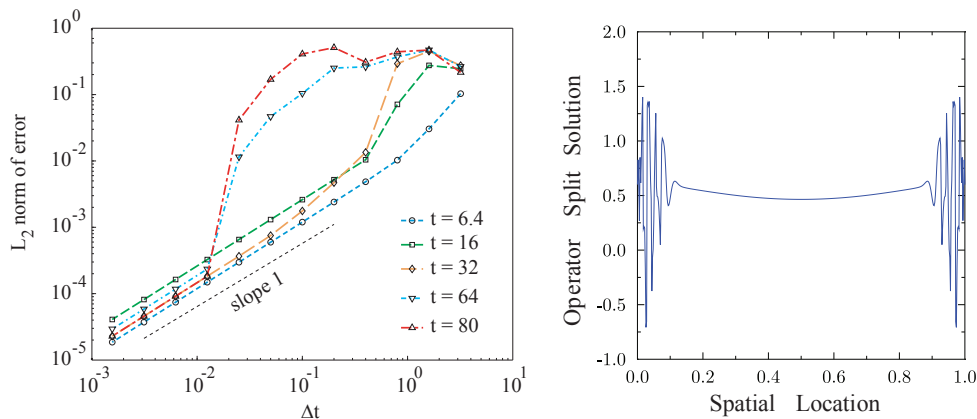 L2 norm of error
10^0
10^-1
10^-2
10^-3
10^-4
10^-5
10^-3
10^-2
10^-1
10^0
10^1
Δt
slope 1
t = 6.4
t = 16
t = 32
t = 64
t = 80
Operator Split Solution
2.0
1.5
1.0
0.5
0.0
-0.5
-1.0
0.0
0.2
0.4
0.6
0.8
1.0
Spatial Location